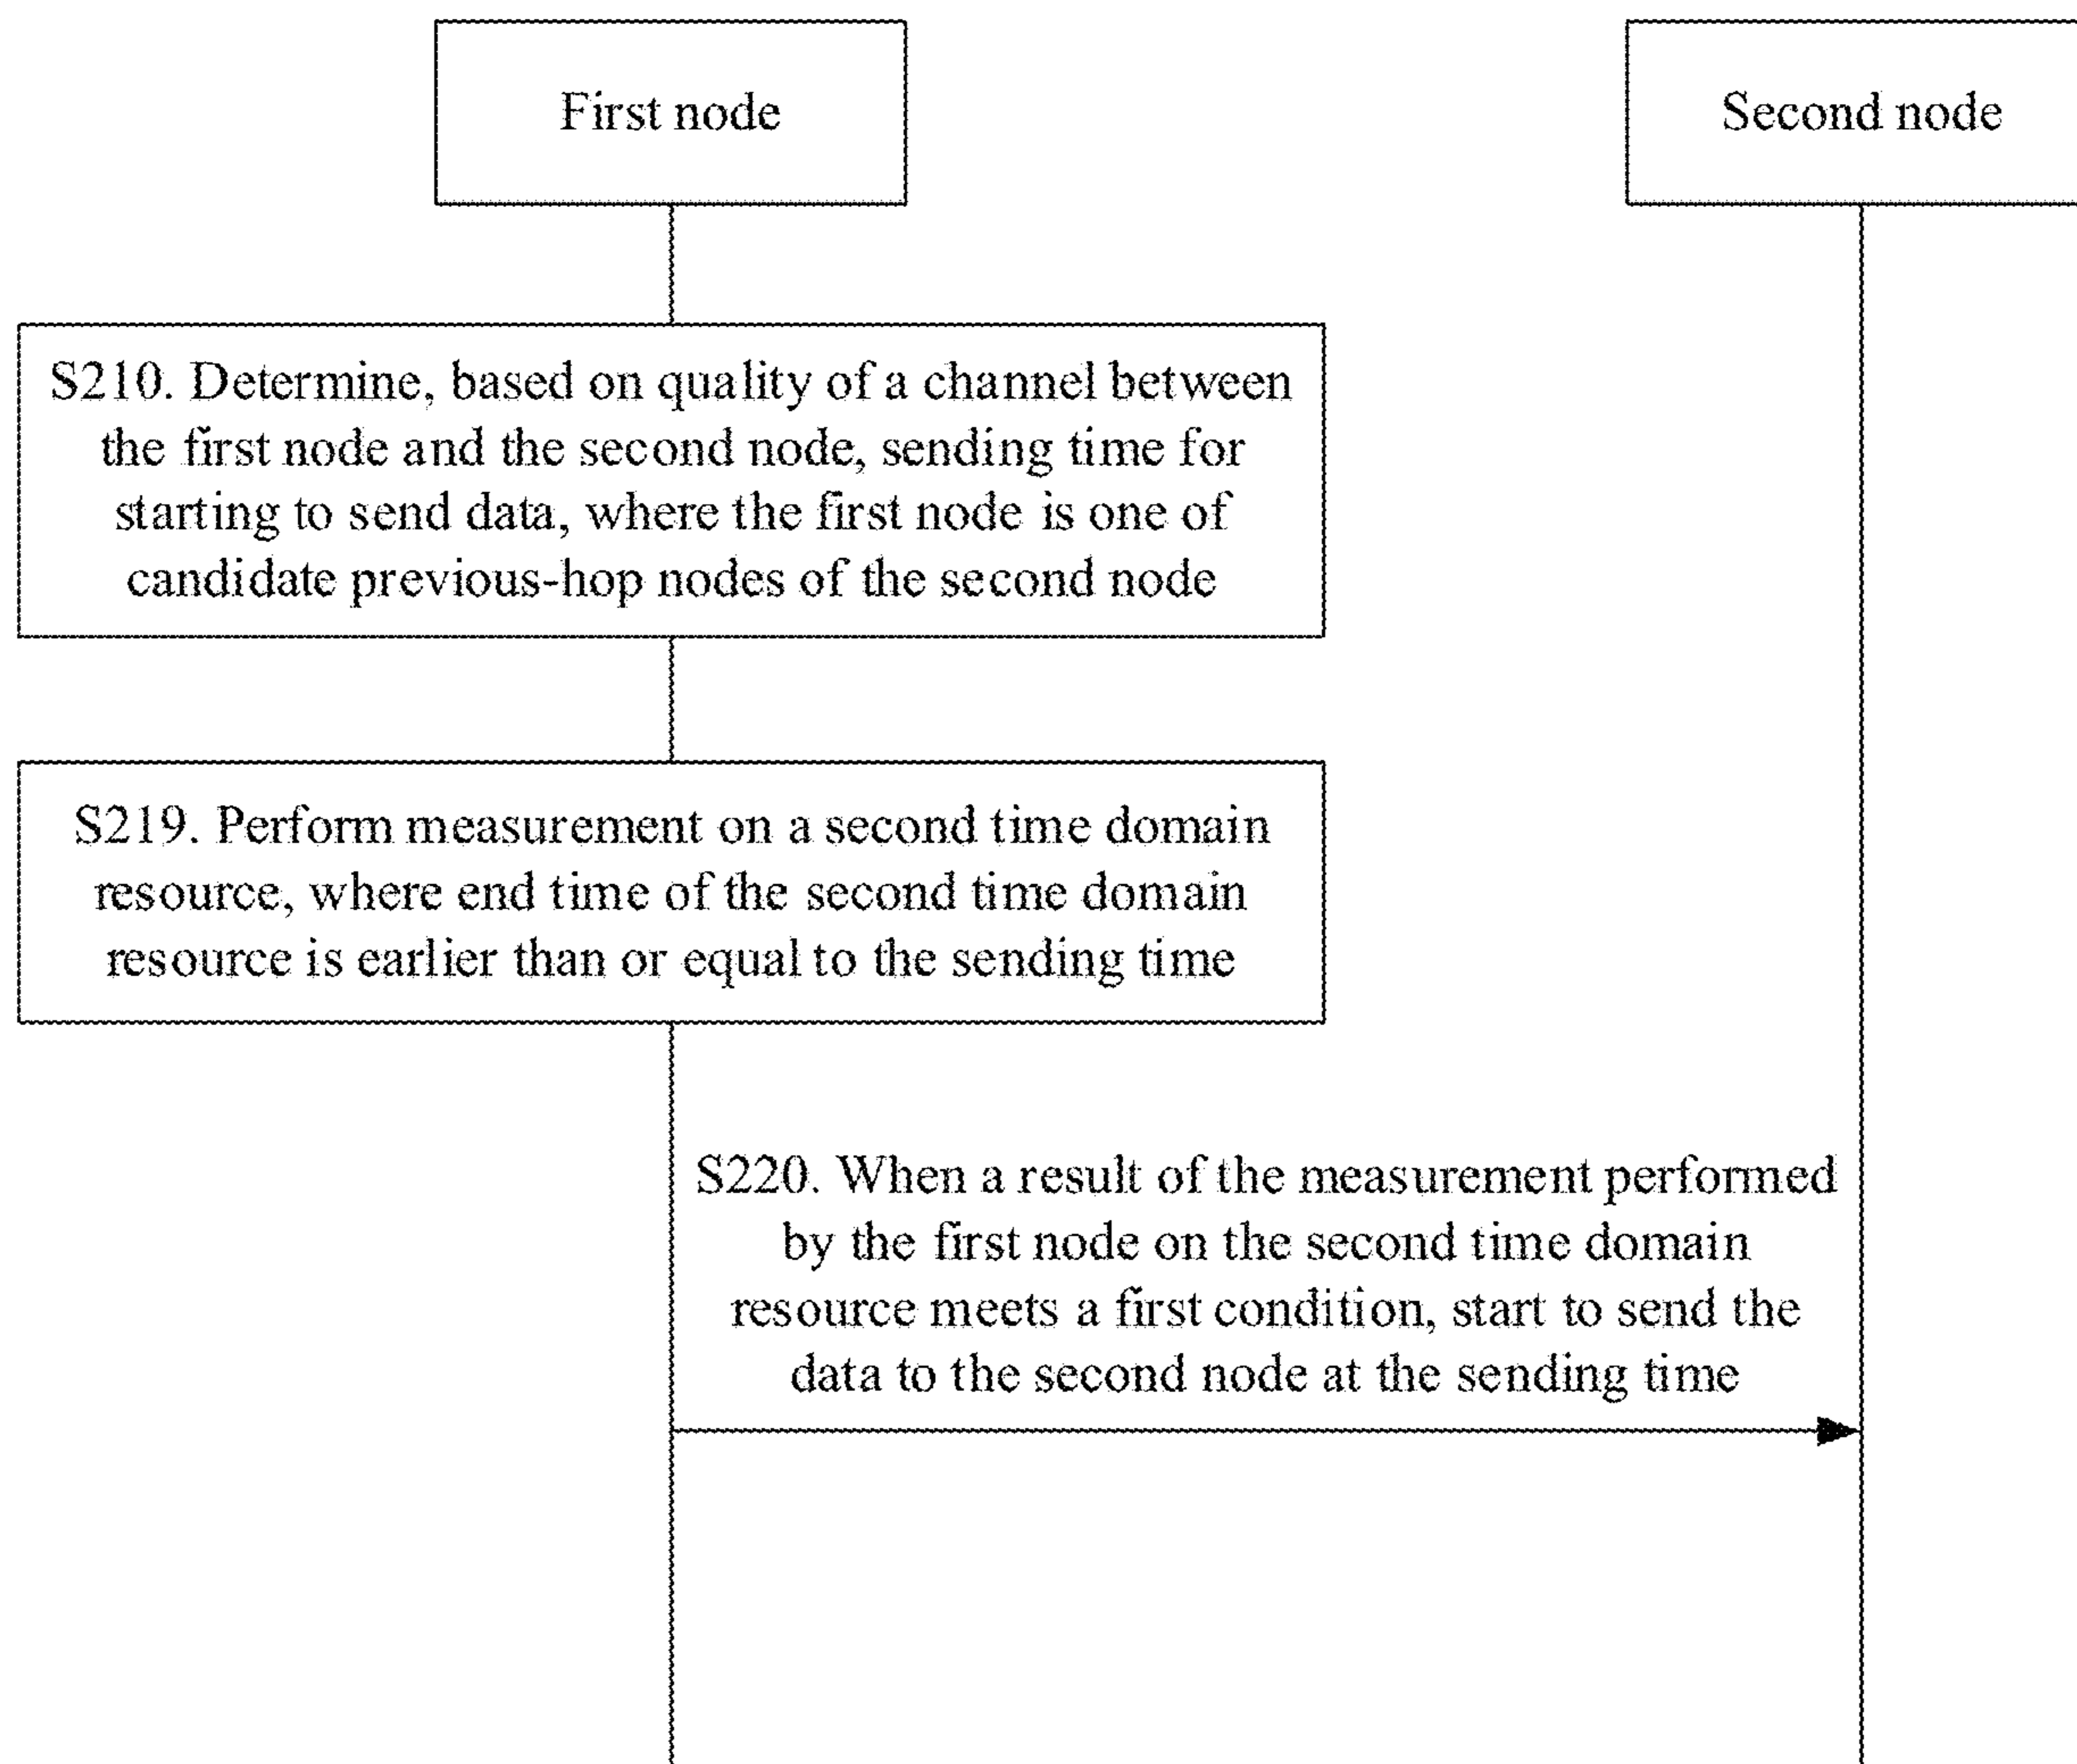 First node
Second node
S210. Determine, based on quality of a channel between
the first node and the second node, sending time for
starting to send data, where the first node is one of
candidate previous-hop nodes of the second node
S219. Perform measurement on a second time domain
resource, where end time of the second time domain
resource is earlier than or equal to the sending time
S220. When a result of the measurement performed
by the first node on the second time domain
resource meets a first condition, start to send the
data to the second node at the sending time